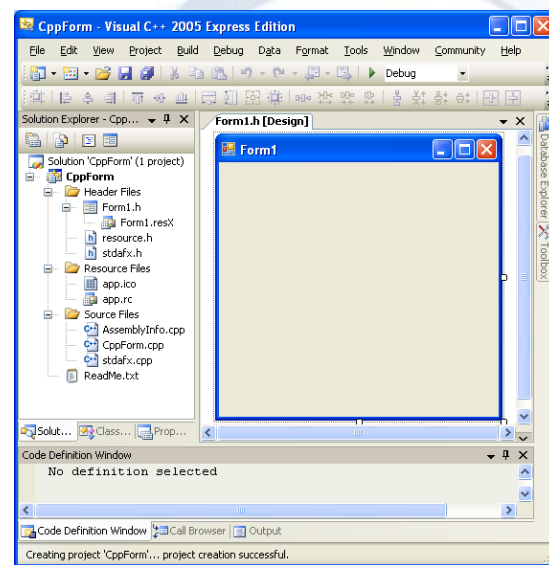 CppForm - Visual C++ 2005 Express Edition
File Edit View Project Build Debug Data Format Tools Window Community Help
Debug
Solution Explorer - Cpp...
Form1.h [Design]
Solution 'CppForm' (1 project)
CppForm
Header Files
Form1.h
Form1.resX
resource.h
stdafx.h
Resource Files
app.ico
app.rc
Source Files
AssemblyInfo.cpp
CppForm.cpp
stdafx.cpp
ReadMe.txt
Form1
Database Explorer
Toolbox
Solut... Class... Prop...
Code Definition Window
No definition selected
Code Definition Window Call Browser Output
Creating project 'CppForm'... project creation successful.